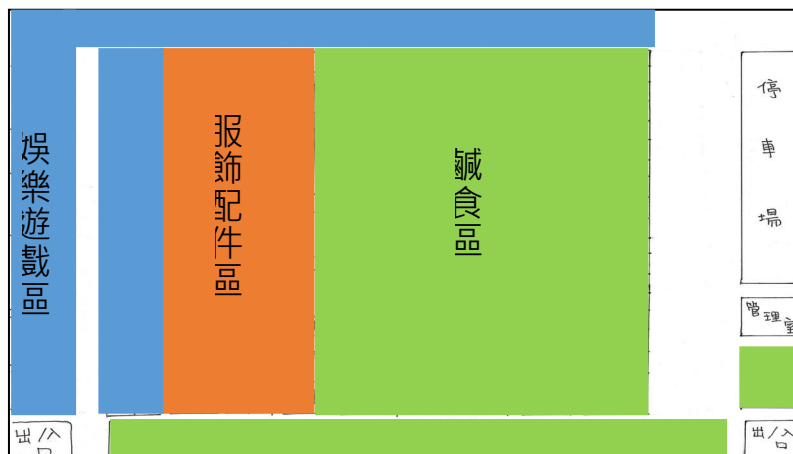 娛樂遊戲區
服飾配件區
鹹食區
停車場
管理室
出/入口
出/入口